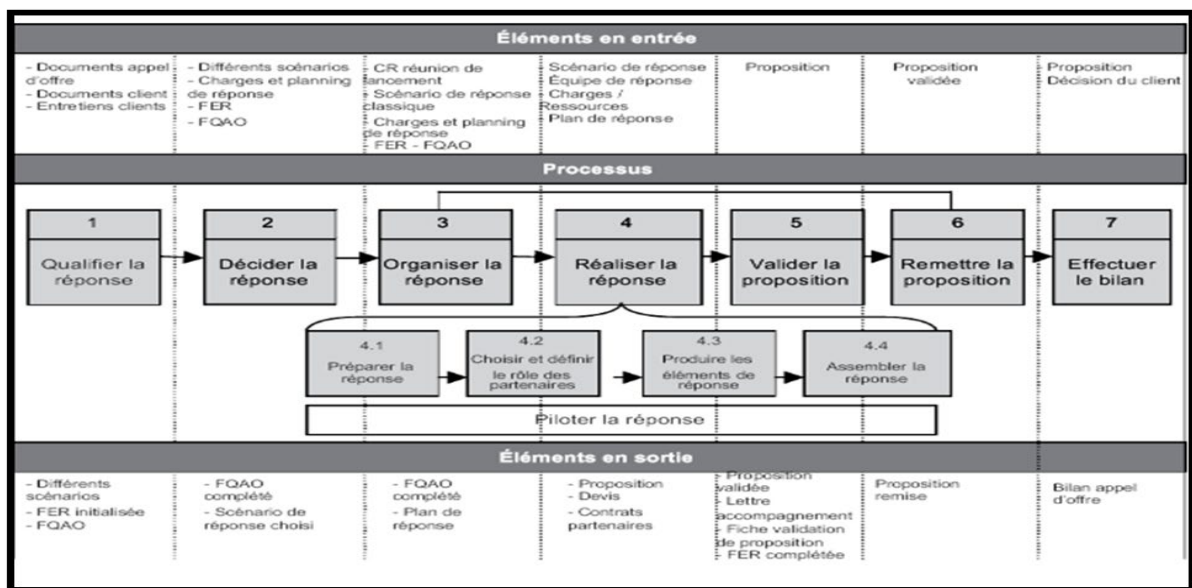 Éléments en entrée
- Documents appel
d'offre
- Documents client
- Entretiens clients
- Différents scénarios
- Charges et planning
de réponse
- FER
- FQAO
- CR réunion de
lancement
- Scénario de réponse
classique
- Charges et planning
de réponse
- FER - FQAO
- Scénario de réponse
Équipe de réponse
- Charges /
Ressources
- Plan de réponse
Proposition
Proposition
validée
- Proposition
Décision du client
Processus
1
Qualifier la
réponse
2
Décider la
réponse
3
Organiser la
réponse
4
Réaliser la
réponse
5
Valider la
proposition
6
Remettre la
proposition
7
Effectuer
le bilan
4.1
Préparer la
réponse
4.2
Choisir et définir
le rôle des
partenaires
4.3
Produire les
éléments de
réponse
4.4
Assembler la
réponse
Piloter la réponse
Éléments en sortie
- Différents
scénarios
- FER initialisée
- FQAO
- FQAO
complété
- Scénario de
réponse choisi
- FQAO
complété
- Plan de
réponse
- Proposition
- Devis
- Contrats
partenaires
- Proposition
validée
- Lettre
accompagnement
- Fiche validation
de proposition
- FER complétée
Proposition
remise
Bilan appel
d'offre